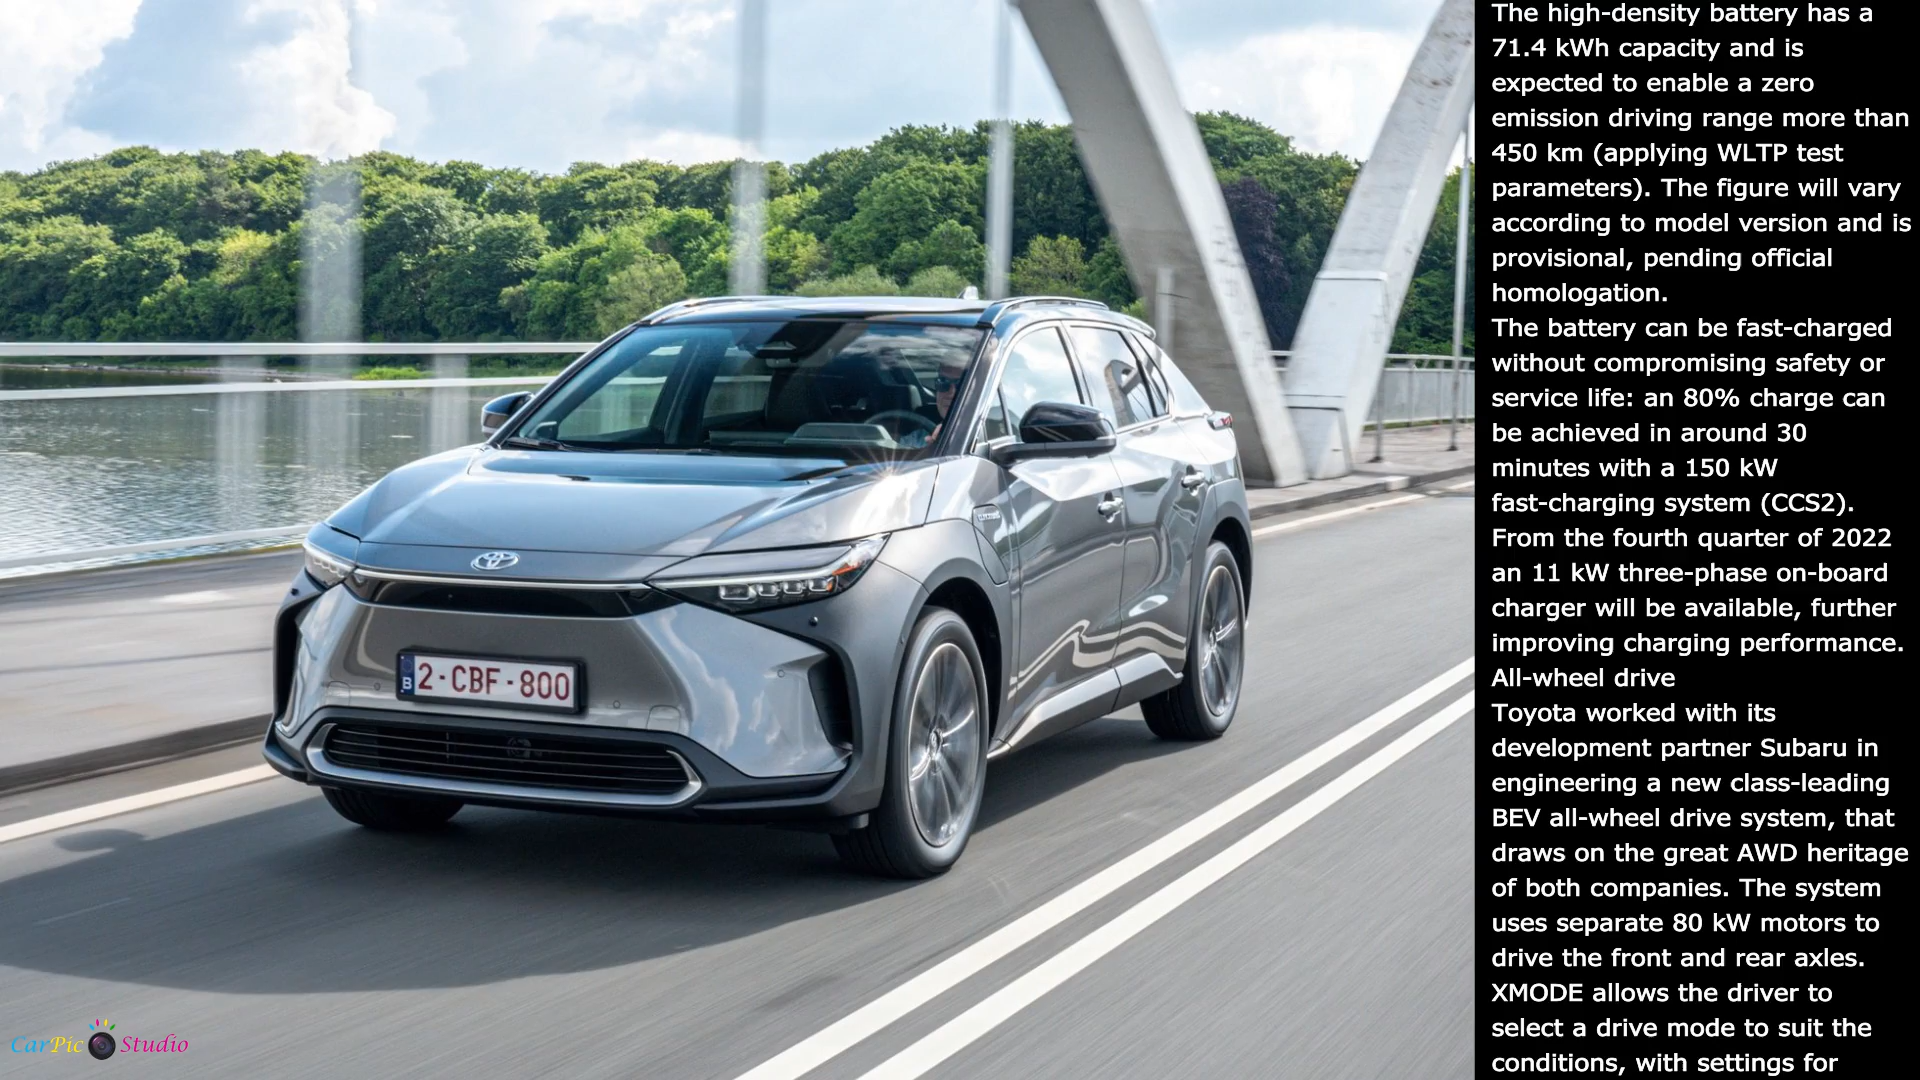 The high-density battery has a
71.4 kWh capacity and is
expected to enable a zero
emission driving range more than
450 km (applying WLTP test
parameters). The figure will vary
according to model version and is
provisional, pending official
homologation.
The battery can be fast-charged
without compromising safety or
service life: an 80% charge can
be achieved in around 30
minutes with a 150 kW
fast-charging system (CCS2).
From the fourth quarter of 2022
an 11 kW three-phase on-board
charger will be available, further
improving charging performance.
All-wheel drive
Toyota worked with its
development partner Subaru in
engineering a new class-leading
BEV all-wheel drive system, that
draws on the great AWD heritage
of both companies. The system
uses separate 80 kW motors to
drive the front and rear axles.
XMODE allows the driver to
select a drive mode to suit the
conditions, with settings for
B 2-CBF-800
CarPic Studio